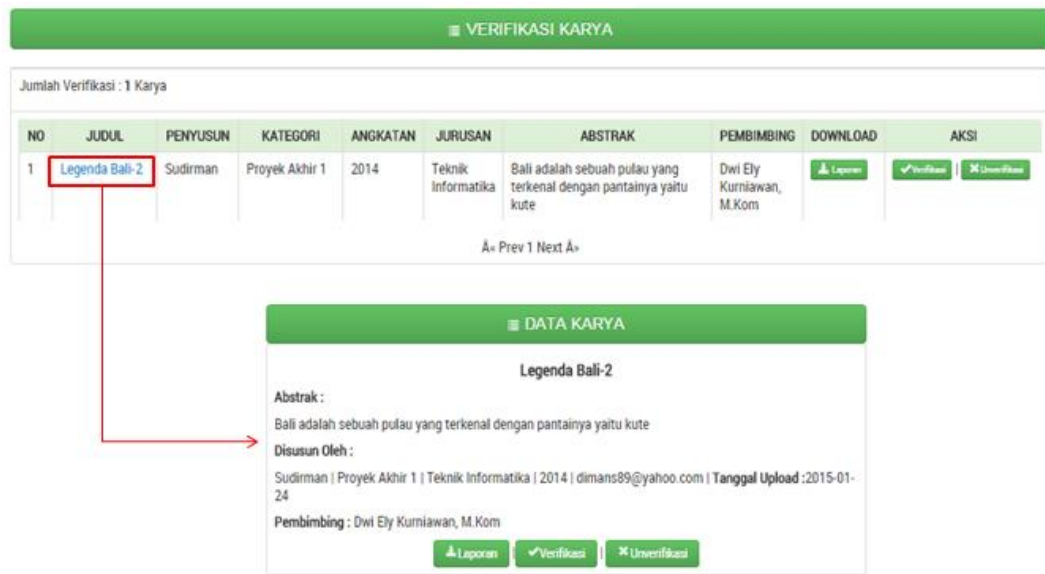 VERIFIKASI KARYA
Jumlah Verifikasi : 1 Karya
NO JUDUL PENYUSUN KATEGORI ANGKATAN JURUSAN ABSTRAK PEMBIMBING DOWNLOAD AKSI
1 Legenda Bali-2 Sudirman Proyek Akhir 1 2014 Teknik Bali adalah sebuah pulau yang Dwi Ely Laporan Verifikasi | Unverifikasi
Informatika terkenal dengan pantainya yaitu Kurniawan,
kute M.Kom
Â« Prev 1 Next Â»
DATA KARYA
Legenda Bali-2
Abstrak :
Bali adalah sebuah pulau yang terkenal dengan pantainya yaitu kute
Disusun Oleh :
Sudirman | Proyek Akhir 1 | Teknik Informatika | 2014 | dimans89@yahoo.com | Tanggal Upload :2015-01-
24
Pembimbing : Dwi Ely Kurniawan, M.Kom
Laporan | Verifikasi | Unverifikasi